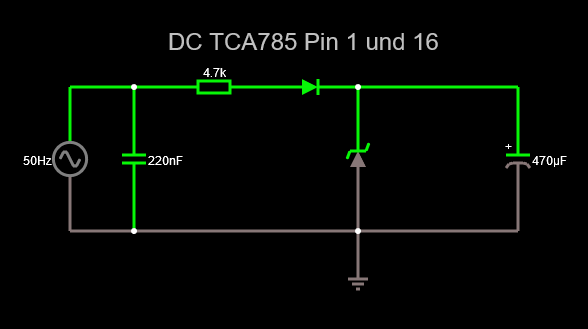 DC TCA785 Pin 1 und 16
4.7k
50Hz
220nF
+
470µF